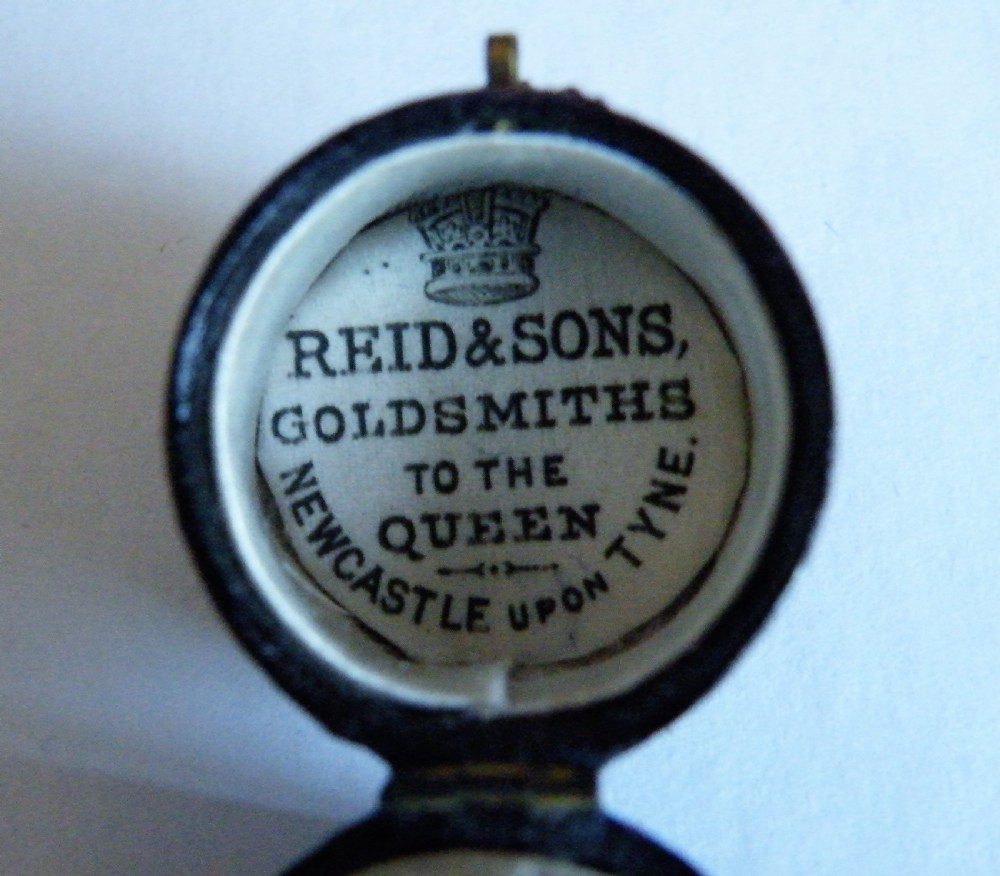 REID & SONS,
GOLDSMITHS
TO THE
QUEEN
NEWCASTLE UPON TYNE.